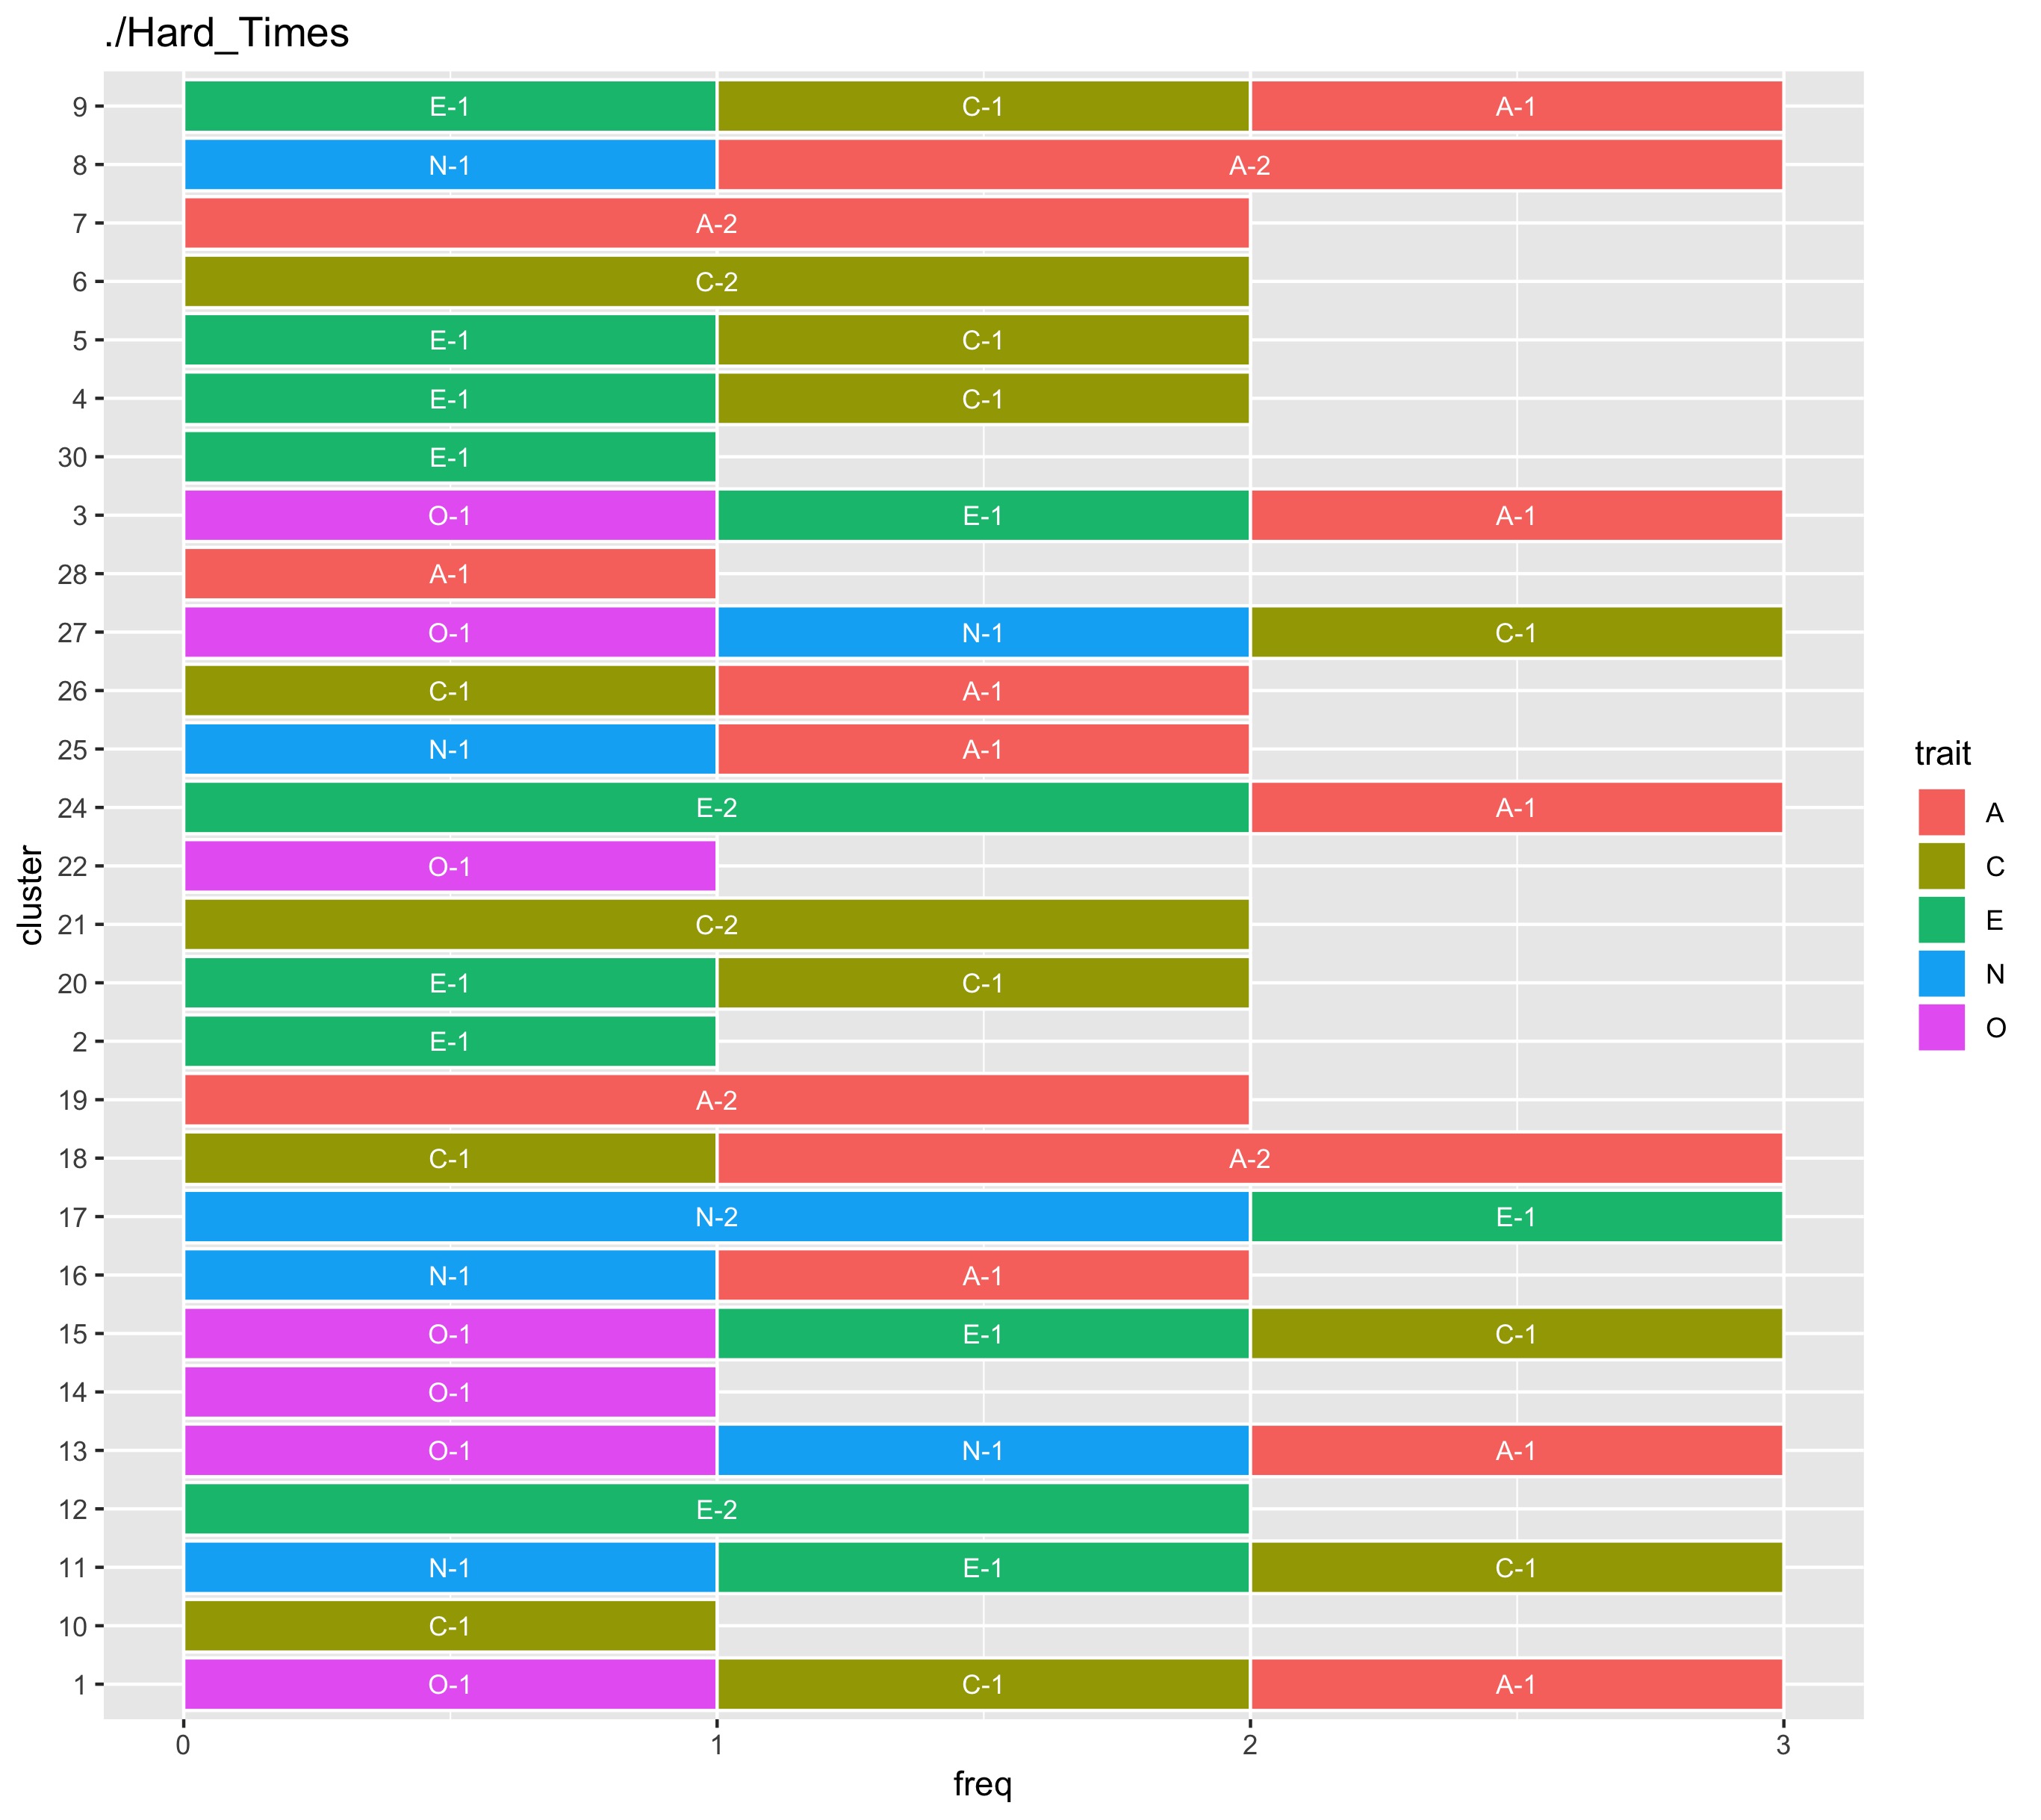 ./Hard_Times
9 E-1 C-1 A-1
8 N-1 A-2
7 A-2
6 C-2
5 E-1 C-1
4 E-1 C-1
30 E-1
3 O-1 E-1 A-1
28 A-1
27 O-1 N-1 C-1
26 C-1 A-1
25 N-1 A-1
24 E-2 A-1
22 O-1
21 C-2
20 E-1 C-1
2 E-1
19 A-2
18 C-1 A-2
17 N-2 E-1
16 N-1 A-1
15 O-1 E-1 C-1
14 O-1
13 O-1 N-1 A-1
12 E-2
11 N-1 E-1 C-1
10 C-1
1 O-1 C-1 A-1
0 1 2 3
freq
cluster
trait
A
C
E
N
O